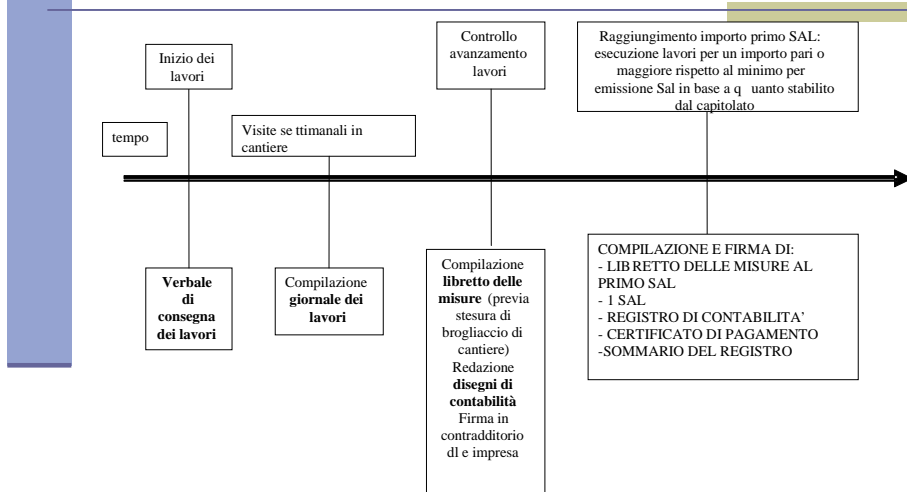 Inizio dei
lavori
Controllo
avanzamento
lavori
Raggiungimento importo primo SAL:
esecuzione lavori per un importo pari o
maggiore rispetto al minimo per
emissione Sal in base a q uanto stabilito
dal capitolato
tempo
Visite se ttimanali in
cantiere
Verbale
di
consegna
dei lavori
Compilazione
giornale dei
lavori
Compilazione
libretto delle
misure (previa
stesura di
brogliaccio di
cantiere)
Redazione
disegni di
contabilità
Firma in
contradditorio
dl e impresa
COMPILAZIONE E FIRMA DI:
- LIBRETTO DELLE MISURE AL
PRIMO SAL
- 1 SAL
- REGISTRO DI CONTABILITA’
- CERTIFICATO DI PAGAMENTO
-SOMMARIO DEL REGISTRO